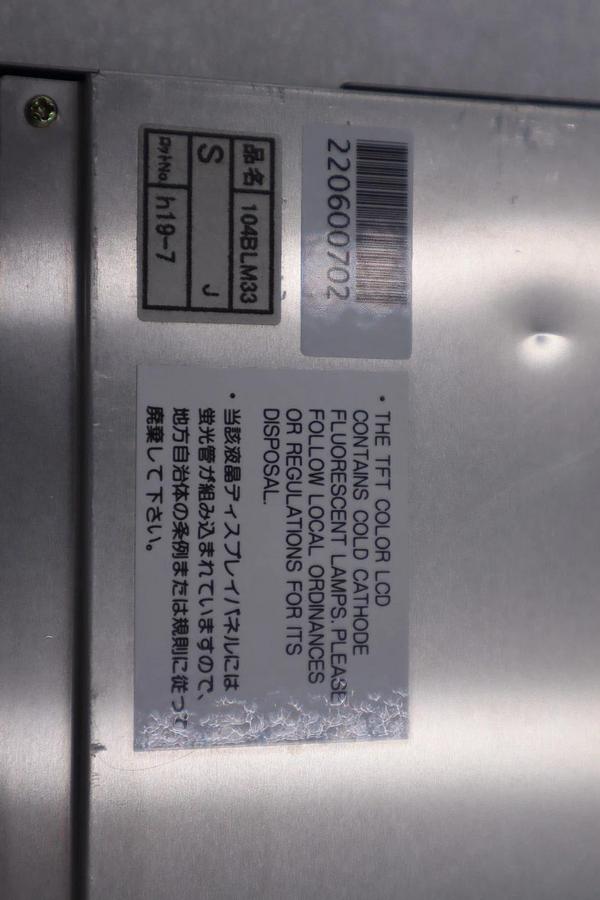 220600702
品名 104BLM33
S J
ロットNo. h19-7
・THE TFT COLOR LCD
CONTAINS COLD CATHODE
FLUORESCENT LAMPS. PLEASE
FOLLOW LOCAL ORDINANCES
OR REGULATIONS FOR ITS
DISPOSAL.
・当該液晶ディスプレイパネルには
蛍光管が組み込まれていますので、
地方自治体の条例または規則に従って
廃棄して下さい。